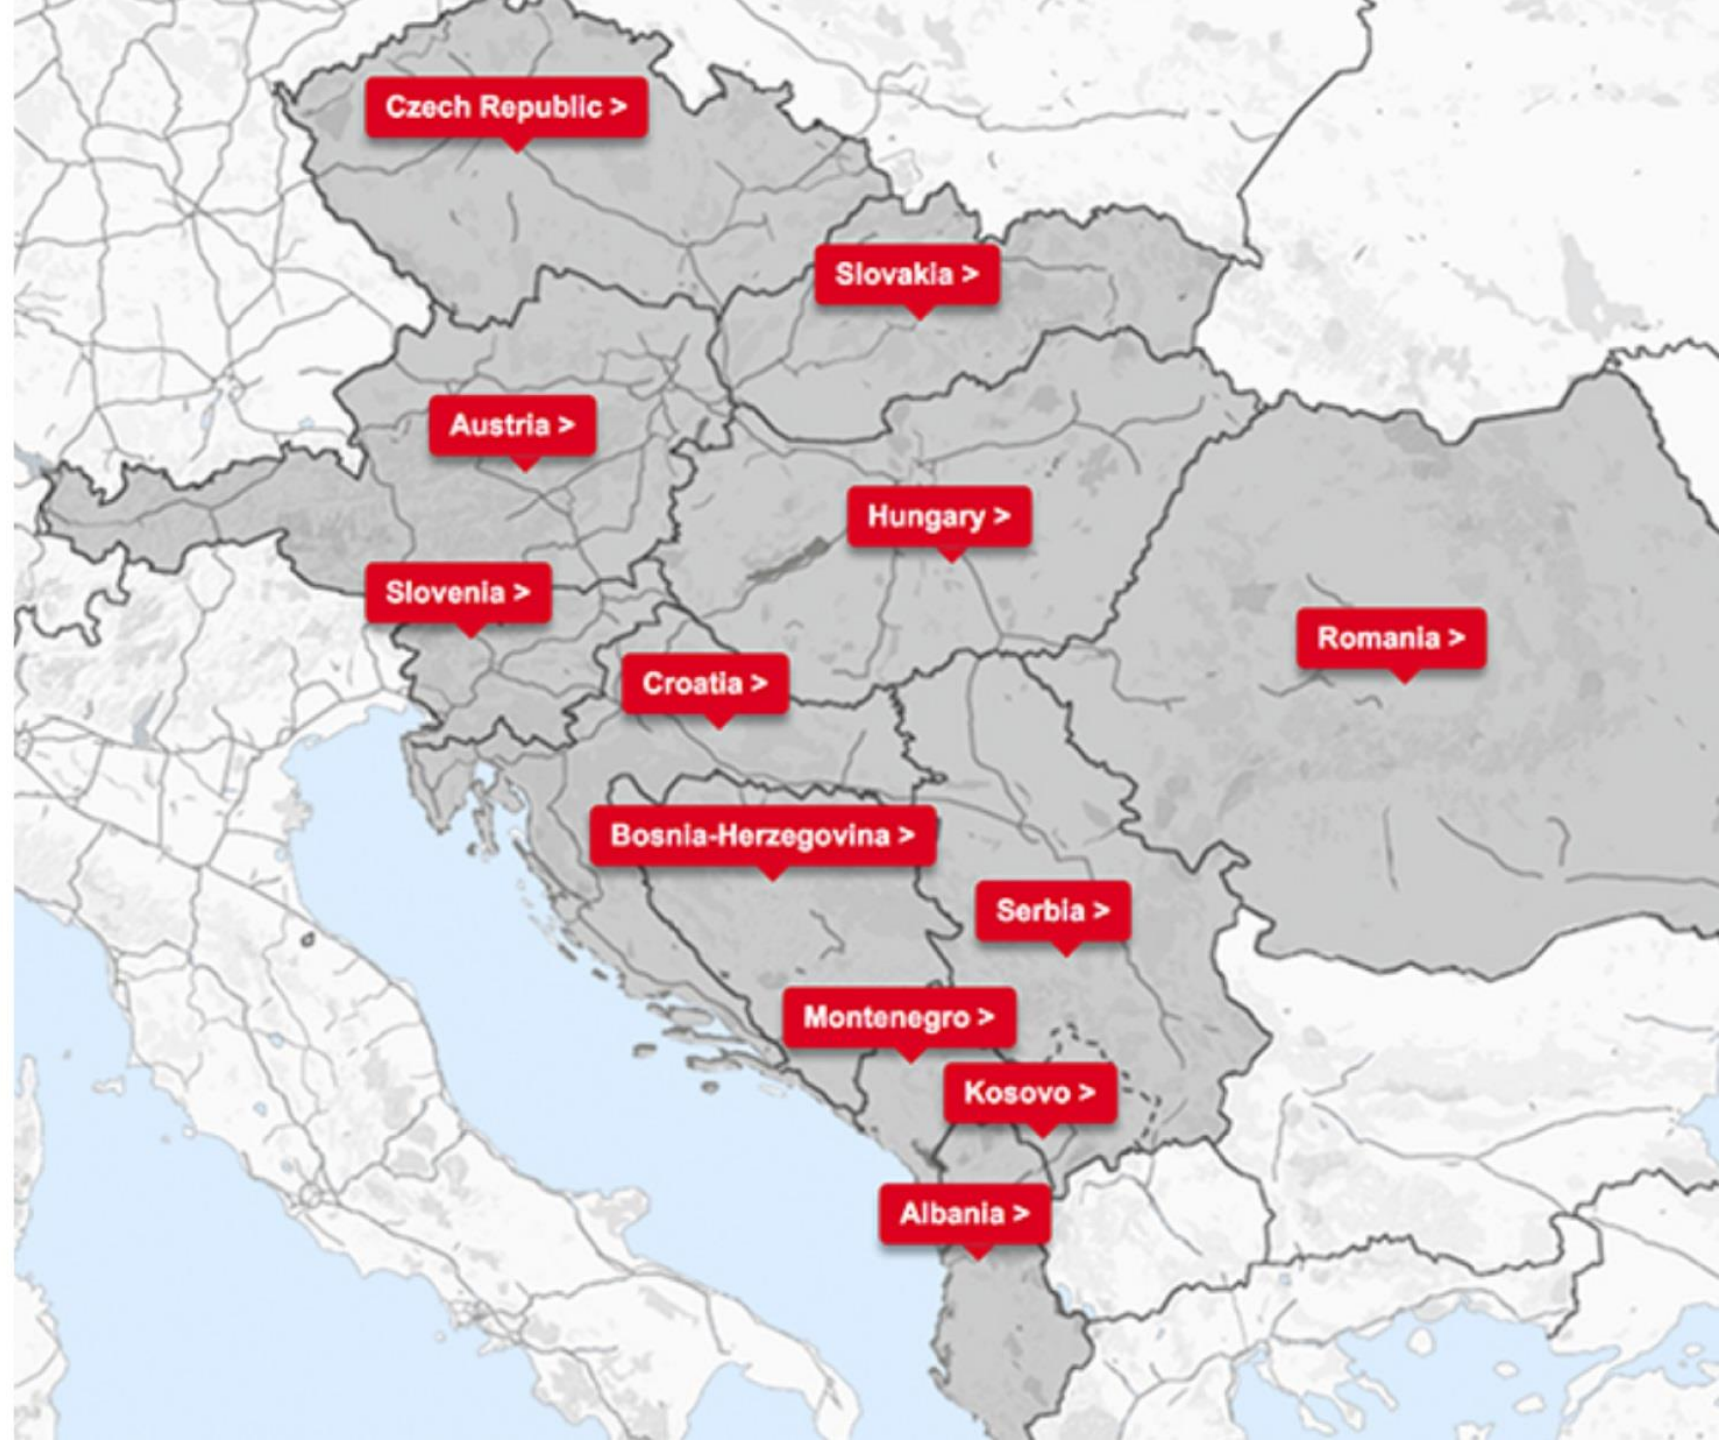 Czech Republic >
Slovakia >
Austria >
Hungary >
Slovenia >
Romania >
Croatia >
Bosnia-Herzegovina >
Serbia >
Montenegro >
Kosovo >
Albania >